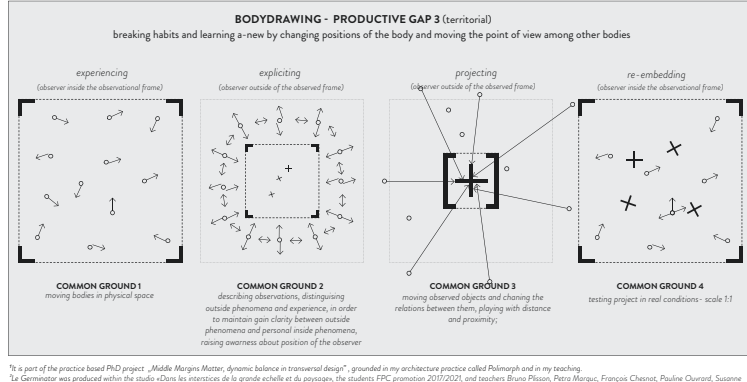 BODYDRAWING - PRODUCTIVE GAP 3 (territorial)
breaking habits and learning a-new by changing positions of the body and moving the point of view among other bodies
experiencing
(observer inside the observational frame)
expliciting
(observer outside of the observed frame)
projecting
(observer outside of the observed frame)
re-embedding
(observer inside the observational frame)
COMMON GROUND 1
moving bodies in physical space
COMMON GROUND 2
describing observations, distinguising
outside phenomena and experience, in order
to maintain gain clarity between outside
phenomena and personal inside phenomena,
raising awarness about position of the observer
COMMON GROUND 3
moving observed objects and chaning the
relations between them, playing with distance
and proximity;
COMMON GROUND 4
testing project in real conditions- scale 1:1
¹It is part of the practice based PhD project „Middle Margins Matter, dynamic balance in transversal design" , grounded in my architecture practice called Polimorph and in my teaching.
²Le Germinator was produced within the studio «Dans les interstices de la grande echelle et du paysage», the students FPC promotion 2017/2021, and teachers Bruno Plisson, Petra Marguc, François Chesnot, Pauline Ouvrard, Susanne